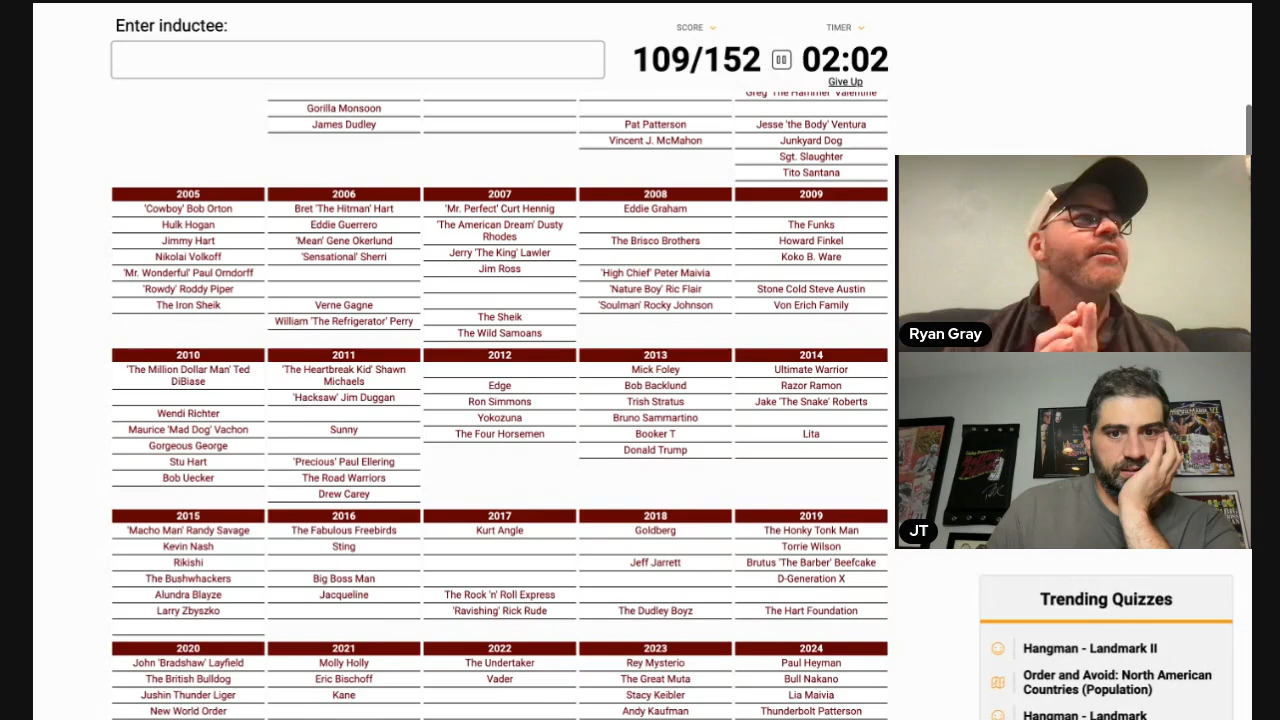 Enter inductee:
SCORE
TIMER
109/152
02:02
Give Up
Greg 'The Hammer' Valentine
Gorilla Monsoon
James Dudley
Pat Patterson
Jesse 'the Body' Ventura
Vincent J. McMahon
Junkyard Dog
Sgt. Slaughter
Tito Santana
2005 2006 2007 2008 2009
'Cowboy' Bob Orton
Hulk Hogan
Jimmy Hart
Nikolai Volkoff
'Mr. Wonderful' Paul Orndorff
'Rowdy' Roddy Piper
The Iron Sheik
Bret 'The Hitman' Hart
Eddie Guerrero
'Mean' Gene Okerlund
'Sensational' Sherri
Verne Gagne
William 'The Refrigerator' Perry
'Mr. Perfect' Curt Hennig
'The American Dream' Dusty
Rhodes
Jerry 'The King' Lawler
Jim Ross
The Sheik
The Wild Samoans
Eddie Graham
The Brisco Brothers
'High Chief' Peter Maivia
'Nature Boy' Ric Flair
'Soulman' Rocky Johnson
The Funks
Howard Finkel
Koko B. Ware
Stone Cold Steve Austin
Von Erich Family
2010 2011 2012 2013 2014
'The Million Dollar Man' Ted
DiBiase
Wendi Richter
Maurice 'Mad Dog' Vachon
Gorgeous George
Stu Hart
Bob Uecker
'The Heartbreak Kid' Shawn
Michaels
'Hacksaw' Jim Duggan
Sunny
'Precious' Paul Ellering
The Road Warriors
Drew Carey
Edge
Ron Simmons
Yokozuna
The Four Horsemen
Mick Foley
Bob Backlund
Trish Stratus
Bruno Sammartino
Booker T
Donald Trump
Ultimate Warrior
Razor Ramon
Jake 'The Snake' Roberts
Lita
2015 2016 2017 2018 2019
'Macho Man' Randy Savage
Kevin Nash
Rikishi
The Bushwhackers
Alundra Blayze
Larry Zbyszko
The Fabulous Freebirds
Sting
Big Boss Man
Jacqueline
Kurt Angle
The Rock 'n' Roll Express
'Ravishing' Rick Rude
Goldberg
Jeff Jarrett
The Dudley Boyz
The Honky Tonk Man
Torrie Wilson
Brutus 'The Barber' Beefcake
D-Generation X
The Hart Foundation
2020 2021 2022 2023 2024
John 'Bradshaw' Layfield
The British Bulldog
Jushin Thunder Liger
New World Order
Molly Holly
Eric Bischoff
Kane
The Undertaker
Vader
Rey Mysterio
The Great Muta
Stacy Keibler
Andy Kaufman
Paul Heyman
Bull Nakano
Lia Maivia
Thunderbolt Patterson
Ryan Gray
JT
Trending Quizzes
Hangman - Landmark II
Order and Avoid: North American
Countries (Population)
Hangman - Landmark